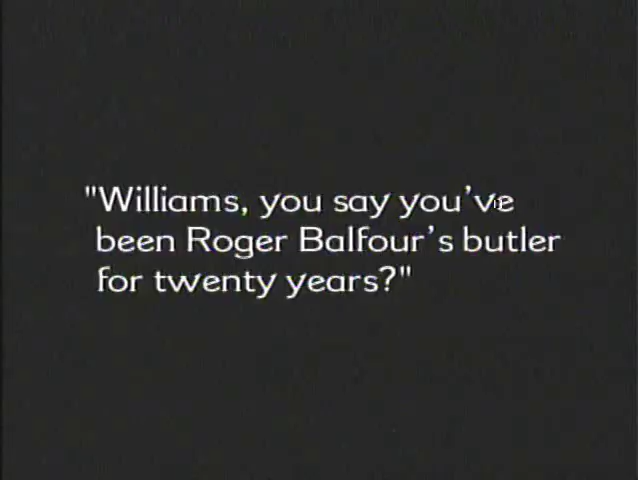 "Williams, you say you've
been Roger Balfour's butler
for twenty years?"